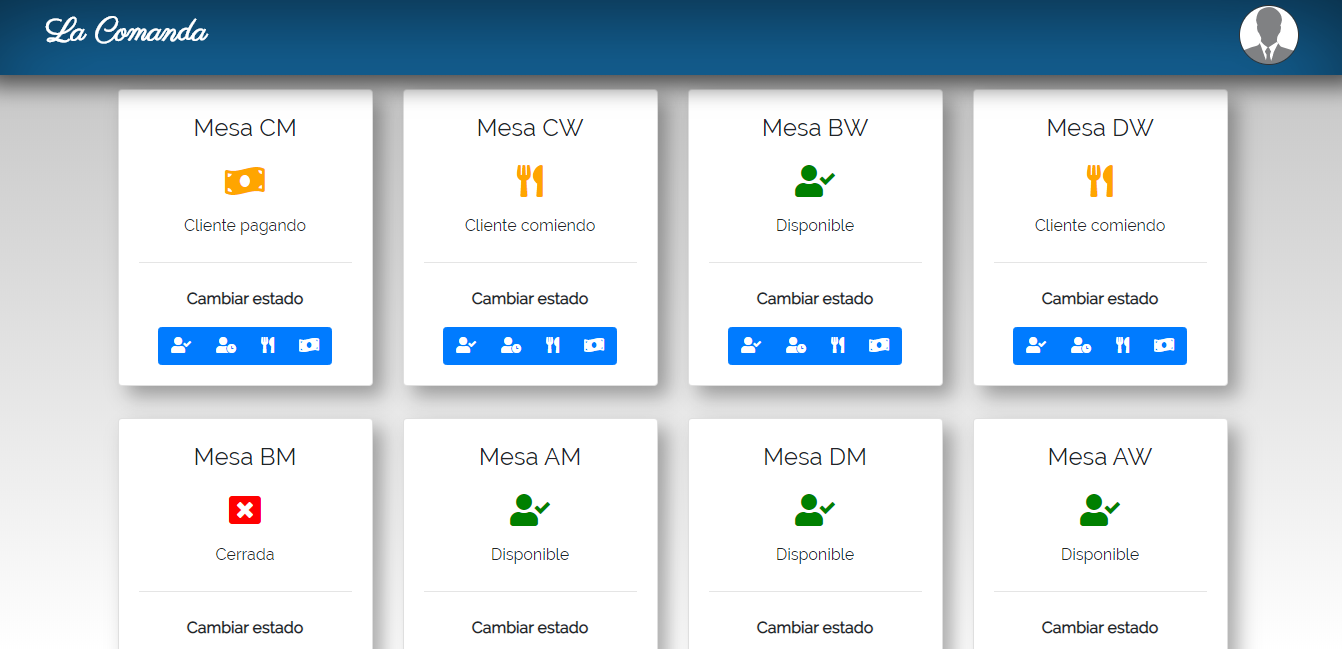 La Comanda
Mesa CM
Cliente pagando
Cambiar estado
Mesa CW
Cliente comiendo
Cambiar estado
Mesa BW
Disponible
Cambiar estado
Mesa DW
Cliente comiendo
Cambiar estado
Mesa BM
Cerrada
Cambiar estado
Mesa AM
Disponible
Cambiar estado
Mesa DM
Disponible
Cambiar estado
Mesa AW
Disponible
Cambiar estado